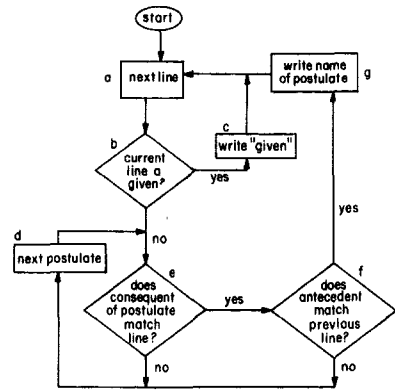 start
a
next line
write name
of postulate
g
b
current
line a
given?
c
write "given"
yes
no
yes
d
next postulate
e
does
consequent
of postulate
match
line?
yes
f
does
antecedent
match
previous
line?
no
no